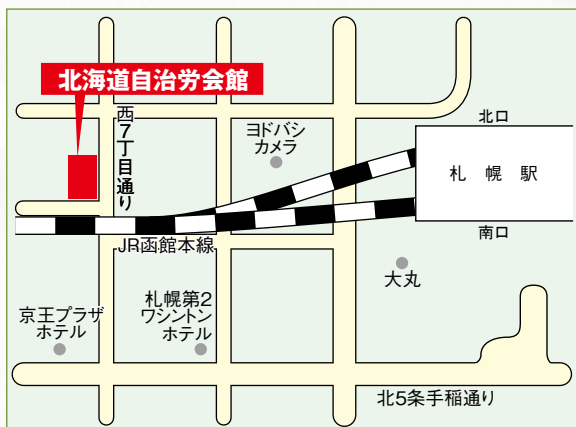 北海道自治労会館
西7丁目通り
ヨドバシ
カメラ
北口
札幌駅
南口
JR函館本線
大丸
札幌第2
ワシントン
ホテル
京王プラザ
ホテル
北5条手稲通り